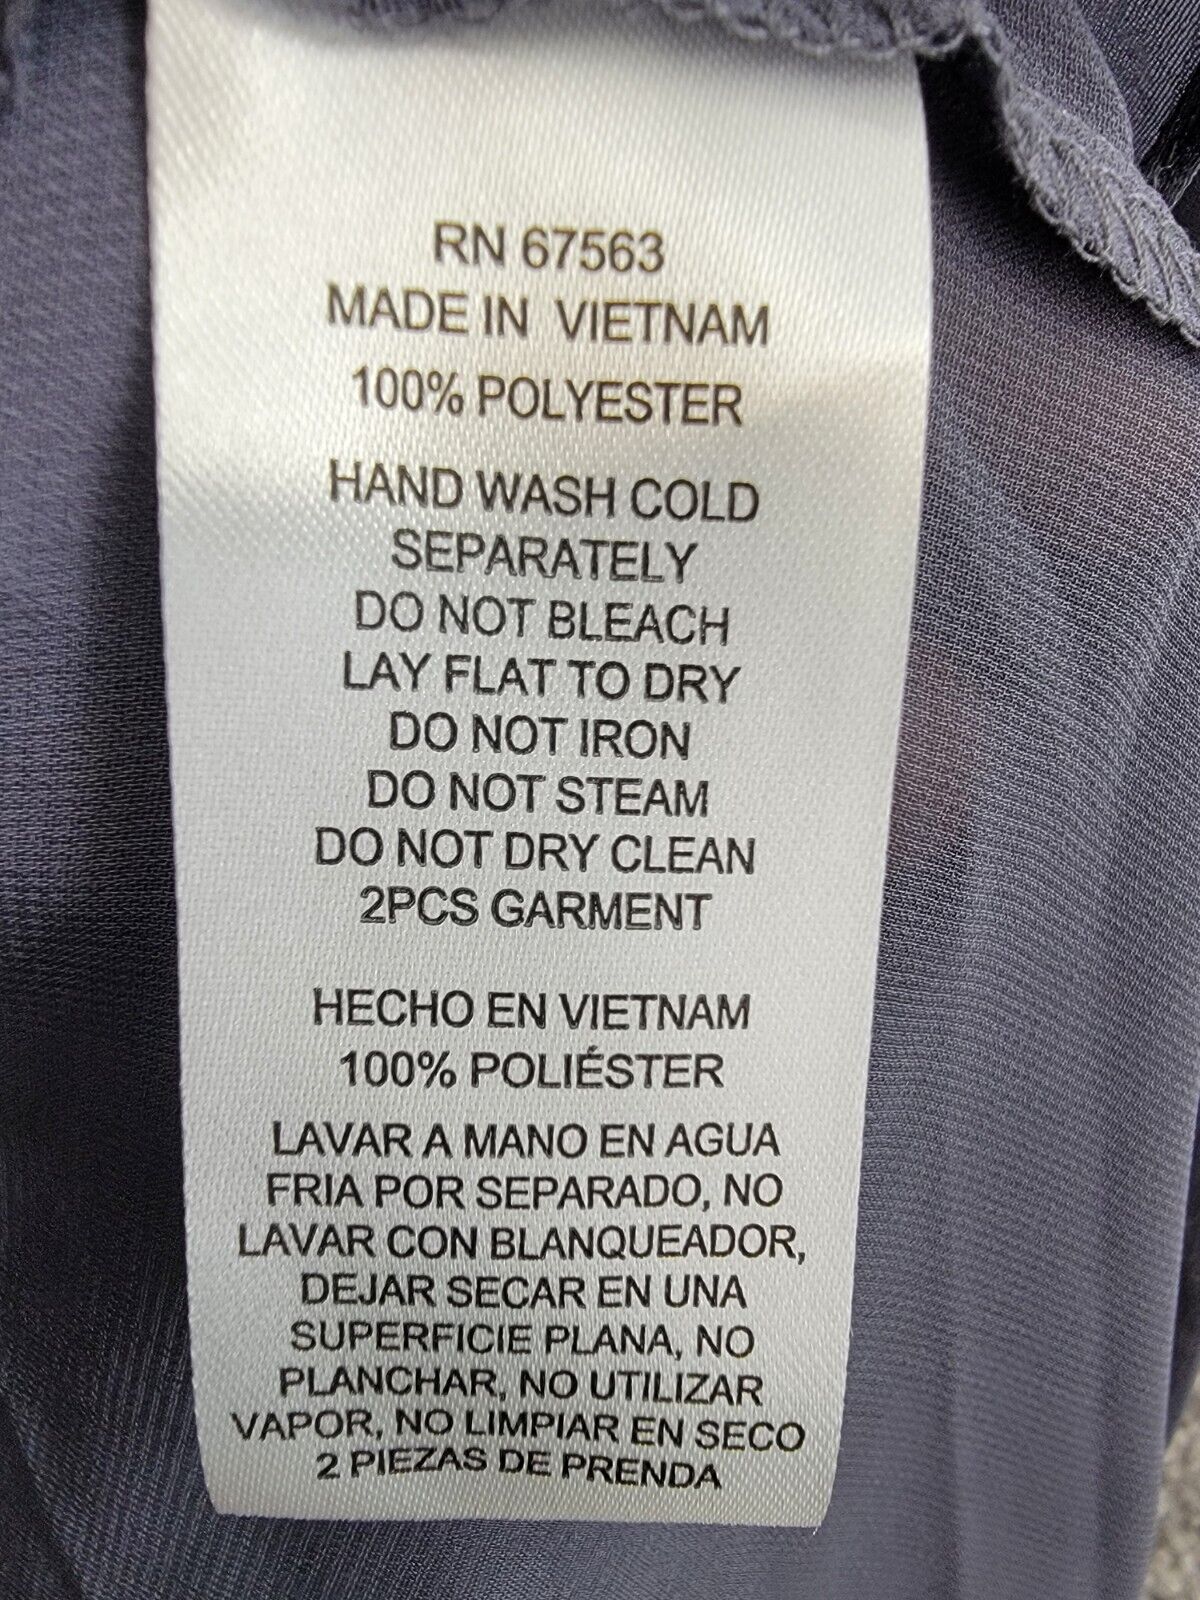 RN 67563
MADE IN VIETNAM
100% POLYESTER
HAND WASH COLD
SEPARATELY
DO NOT BLEACH
LAY FLAT TO DRY
DO NOT IRON
DO NOT STEAM
DO NOT DRY CLEAN
2PCS GARMENT
HECHO EN VIETNAM
100% POLIÉSTER
LAVAR A MANO EN AGUA
FRIA POR SEPARADO, NO
LAVAR CON BLANQUEADOR,
DEJAR SECAR EN UNA
SUPERFICIE PLANA, NO
PLANCHAR, NO UTILIZAR
VAPOR, NO LIMPIAR EN SECO
2 PIEZAS DE PRENDA